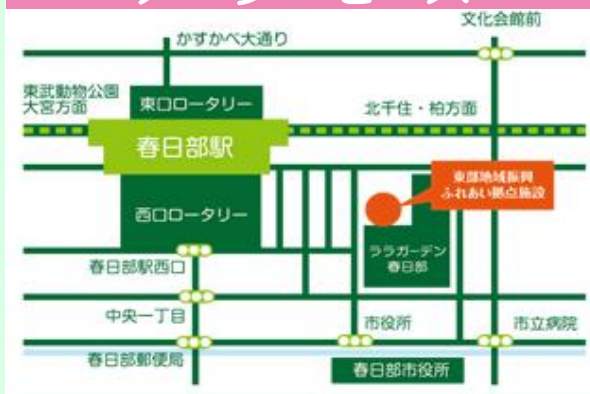 文化会館前
かすかべ大通り
東武動物公園
大宮方面
東口ロータリー
北千住・柏方面
春日部駅
東部地域振興
ふれあい拠点施設
西口ロータリー
ララガーデン
春日部
春日部駅西口
中央一丁目
市役所
市立病院
春日部郵便局
春日部市役所